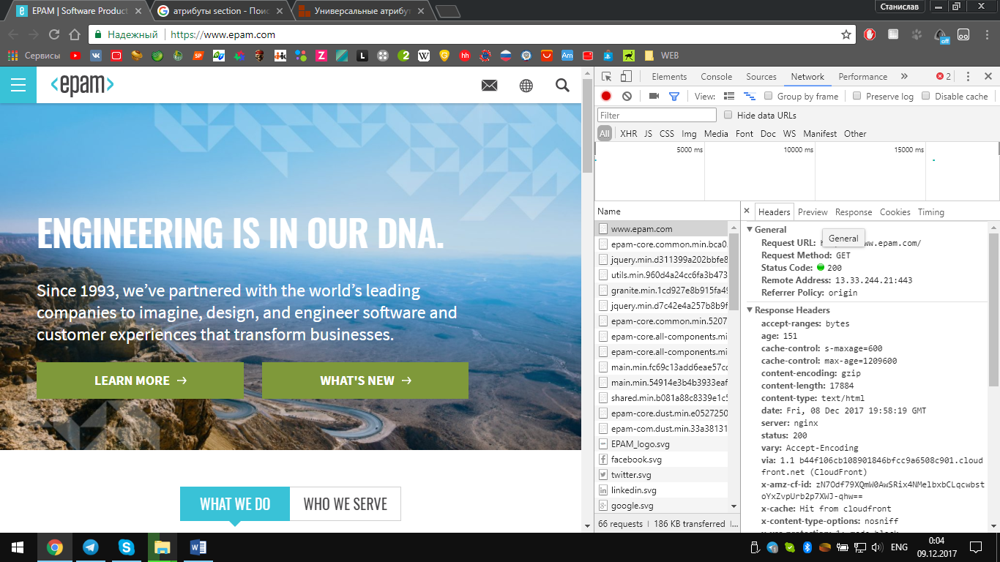 EPAM | Software Product
атрибуты section - Поис
Универсальные атрибут
Станислав
Надежный
https://www.epam.com
Сервисы
WEB
<epam>
ENGINEERING IS IN OUR DNA.
Since 1993, we’ve partnered with the world’s leading
companies to imagine, design, and engineer software and
customer experiences that transform businesses.
LEARN MORE →
WHAT'S NEW →
WHAT WE DO
WHO WE SERVE
Elements Console Sources Network Performance » 2
View: Group by frame Preserve log Disable cache
Filter Hide data URLs
All XHR JS CSS Img Media Font Doc WS Manifest Other
5000 ms 10000 ms 15000 ms
Name
www.epam.com
epam-core.common.min.bca0
jquery.min.d311399a202bbfe8
utils.min.960d4a24cc6fa3b473
granite.min.1cd927e8b915fa49
jquery.min.d7c42e4a257b8b9f
epam-core.common.min.5207
epam-core.all-components.mi
epam-core.all-components.mi
main.min.fc69c13add6eae57cc
main.min.54914e3b4b3933eaf
shared.min.b081a88c8339e1c5
epam-core.dust.min.e0527250
epam-com.dust.min.33a38131
EPAM_logo.svg
facebook.svg
twitter.svg
linkedin.svg
google.svg
66 requests | 186 KB transferred |...
Headers Preview Response Cookies Timing
General
Request URL: ww.epam.com/
General
Request Method: GET
Status Code: 200
Remote Address: 13.33.244.21:443
Referrer Policy: origin
Response Headers
accept-ranges: bytes
age: 151
cache-control: s-maxage=600
cache-control: max-age=1209600
content-encoding: gzip
content-length: 17884
content-type: text/html
date: Fri, 08 Dec 2017 19:58:19 GMT
server: nginx
status: 200
vary: Accept-Encoding
via: 1.1 b44f106cb108901846bfcc9a6508c901.cloud
front.net (CloudFront)
x-amz-cf-id: zN7Odf79XQmW0AwSRix4NMelbxbCLqcwbst
oYxZvpUrb2p7XWJ-qhw==
x-cache: Hit from cloudfront
x-content-type-options: nosniff
ENG
0:04
09.12.2017